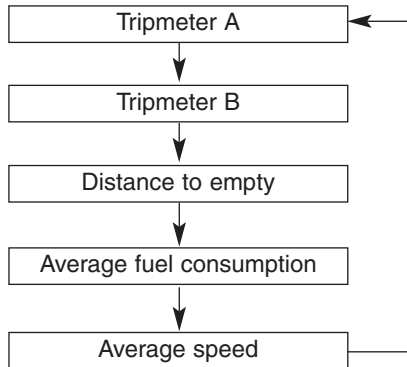 Tripmeter A
Tripmeter B
Distance to empty
Average fuel consumption
Average speed